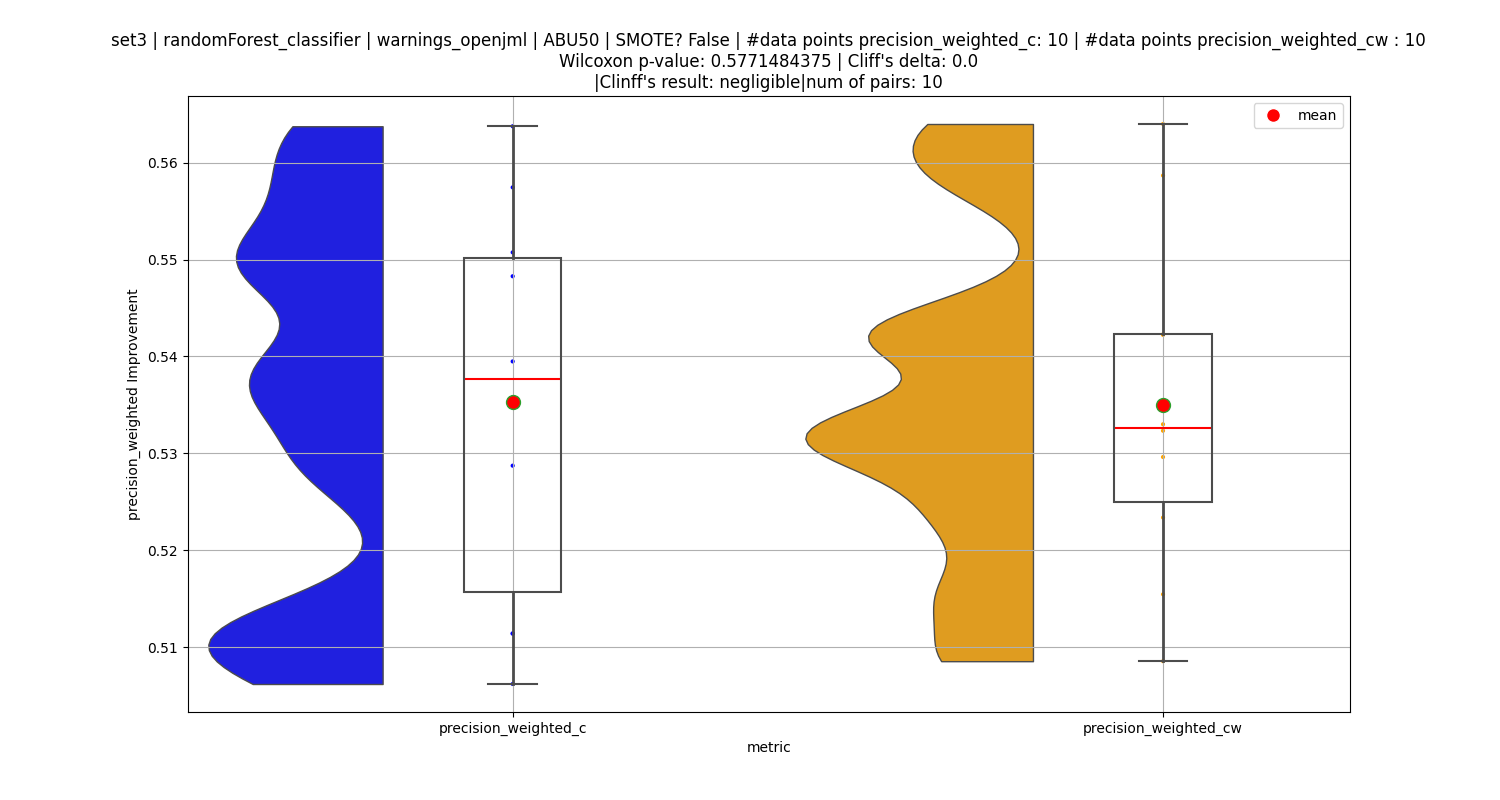 set3 | randomForest_classifier | warnings_openjml | ABU50 | SMOTE? False | #data points precision_weighted_c: 10 | #data points precision_weighted_cw : 10
Wilcoxon p-value: 0.5771484375 | Cliff's delta: 0.0
|Clinff's result: negligible|num of pairs: 10
mean
0.56
0.55
0.54
0.53
0.52
0.51
precision_weighted Improvement
precision_weighted_c
precision_weighted_cw
metric